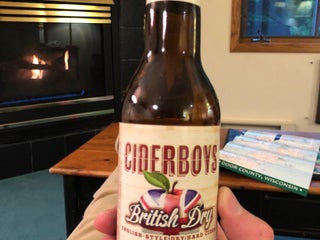 CIDERBOYS
British Dry
ENGLISH-STYLE DRY HARD CIDER
DOOR COUNTY, WISCONSIN